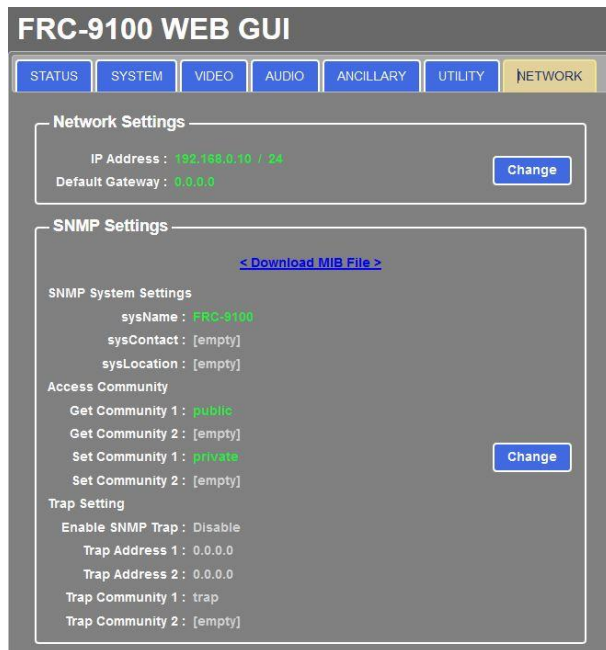 FRC-9100 WEB GUI
STATUS SYSTEM VIDEO AUDIO ANCILLARY UTILITY NETWORK
Network Settings
IP Address : 192.168.0.10 / 24
Change
Default Gateway : 0.0.0.0
SNMP Settings
< Download MIB File >
SNMP System Settings
sysName : FRC-9100
sysContact : [empty]
sysLocation : [empty]
Access Community
Get Community 1 : public
Get Community 2 : [empty]
Set Community 1 : private
Change
Set Community 2 : [empty]
Trap Setting
Enable SNMP Trap : Disable
Trap Address 1 : 0.0.0.0
Trap Address 2 : 0.0.0.0
Trap Community 1 : trap
Trap Community 2 : [empty]